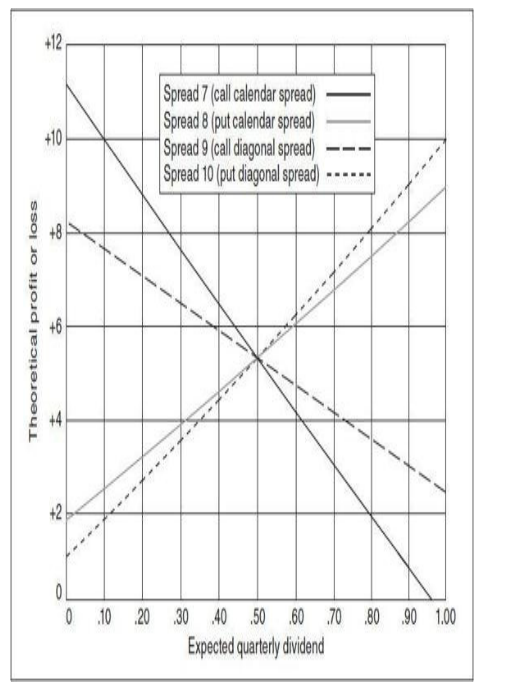 +12
+10
+8
+6
+4
+2
0
Theoretical profit or loss
Spread 7 (call calendar spread)
Spread 8 (put calendar spread)
Spread 9 (call diagonal spread)
Spread 10 (put diagonal spread)
0 .10 .20 .30 .40 .50 .60 .70 .80 .90 1.00
Expected quarterly dividend